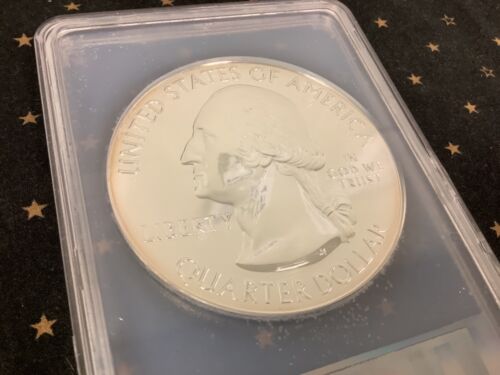 UNITED STATES OF AMERICA
IN
GOD WE
TRUST
LIBERTY
QUARTER DOLLAR